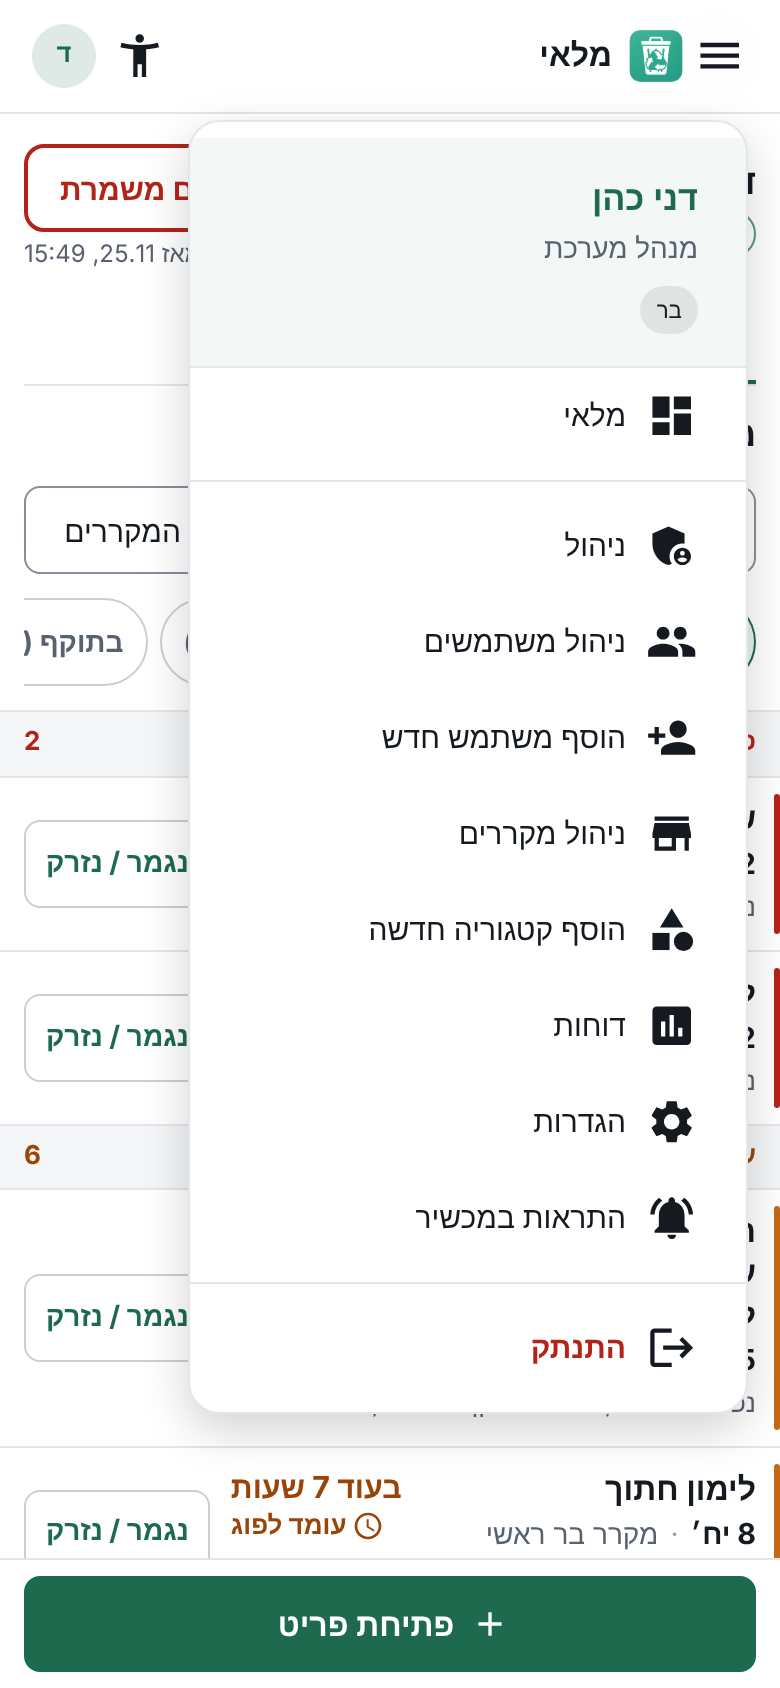 מלאי
ד
דני כהן
מנהל מערכת
בר
מלאי
ניהול
ניהול משתמשים
הוסף משתמש חדש
ניהול מקררים
הוסף קטגוריה חדשה
דוחות
הגדרות
התראות במכשיר
התנתק
משמרת
25.11, 15:49
המקררים
בתוקף (
2
נגמר / נזרק
נגמר / נזרק
6
נגמר / נזרק
לימון חתוך
בעוד 7 שעות
8 יח׳ · מקרר בר ראשי
עומד לפוג
נגמר / נזרק
+ פתיחת פריט